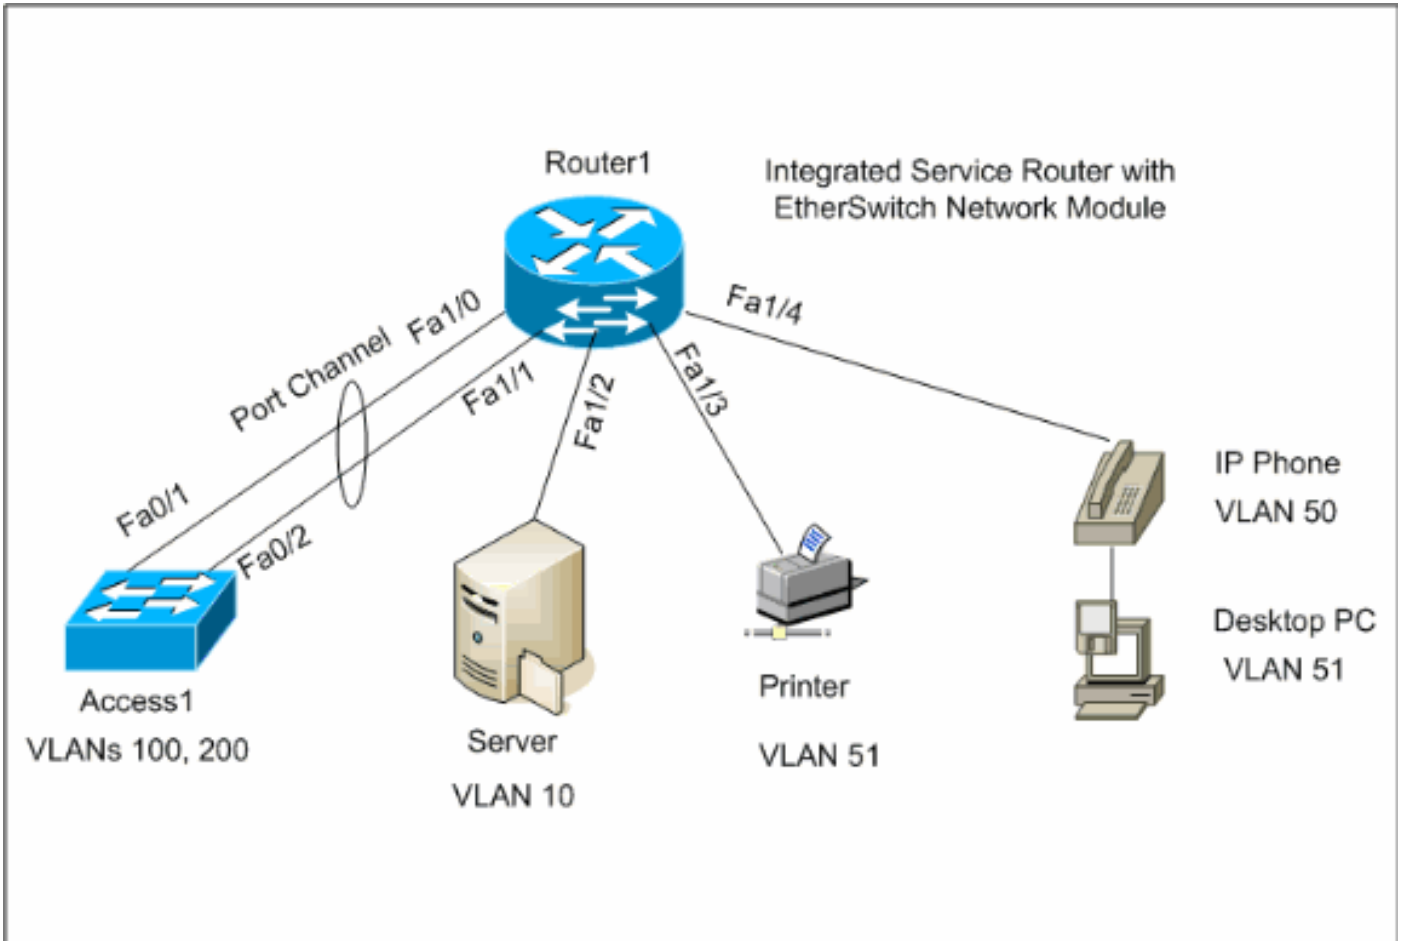 Router1
Integrated Service Router with
EtherSwitch Network Module
Fa1/0
Fa1/4
Port Channel
Fa1/1
Fa1/2
Fa1/3
Fa0/1
Fa0/2
IP Phone
VLAN 50
Desktop PC
VLAN 51
Access1
VLANs 100, 200
Server
VLAN 10
Printer
VLAN 51